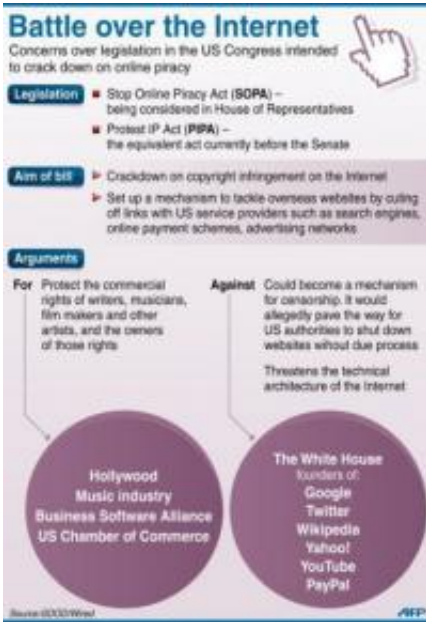 Battle over the Internet
Concerns over legislation in the US Congress intended
to crack down on online piracy
Legislation
Stop Online Piracy Act (SOPA) –
being considered in House of Representatives
Protest IP Act (PIPA) –
the equivalent act currently before the Senate
Aim of bill
Crackdown on copyright infringement on the Internet
Set up a mechanism to tackle overseas websites by cuting
off links with US service providers such as search engines,
online payment schemes, advertising networks
Arguments
For
Protect the commercial
rights of writers, musicians,
film makers and other
artists, and the owners
of those rights
Against
Could become a mechanism
for censorship. It would
allegedly pave the way for
US authorities to shut down
websites wihout due process
Threatens the technical
architecture of the Internet
Hollywood
Music industry
Business Software Alliance
US Chamber of Commerce
The White House
founders of:
Google
Twitter
Wikipedia
Yahoo!
YouTube
PayPal
Source: GOOD/Wired
AFP